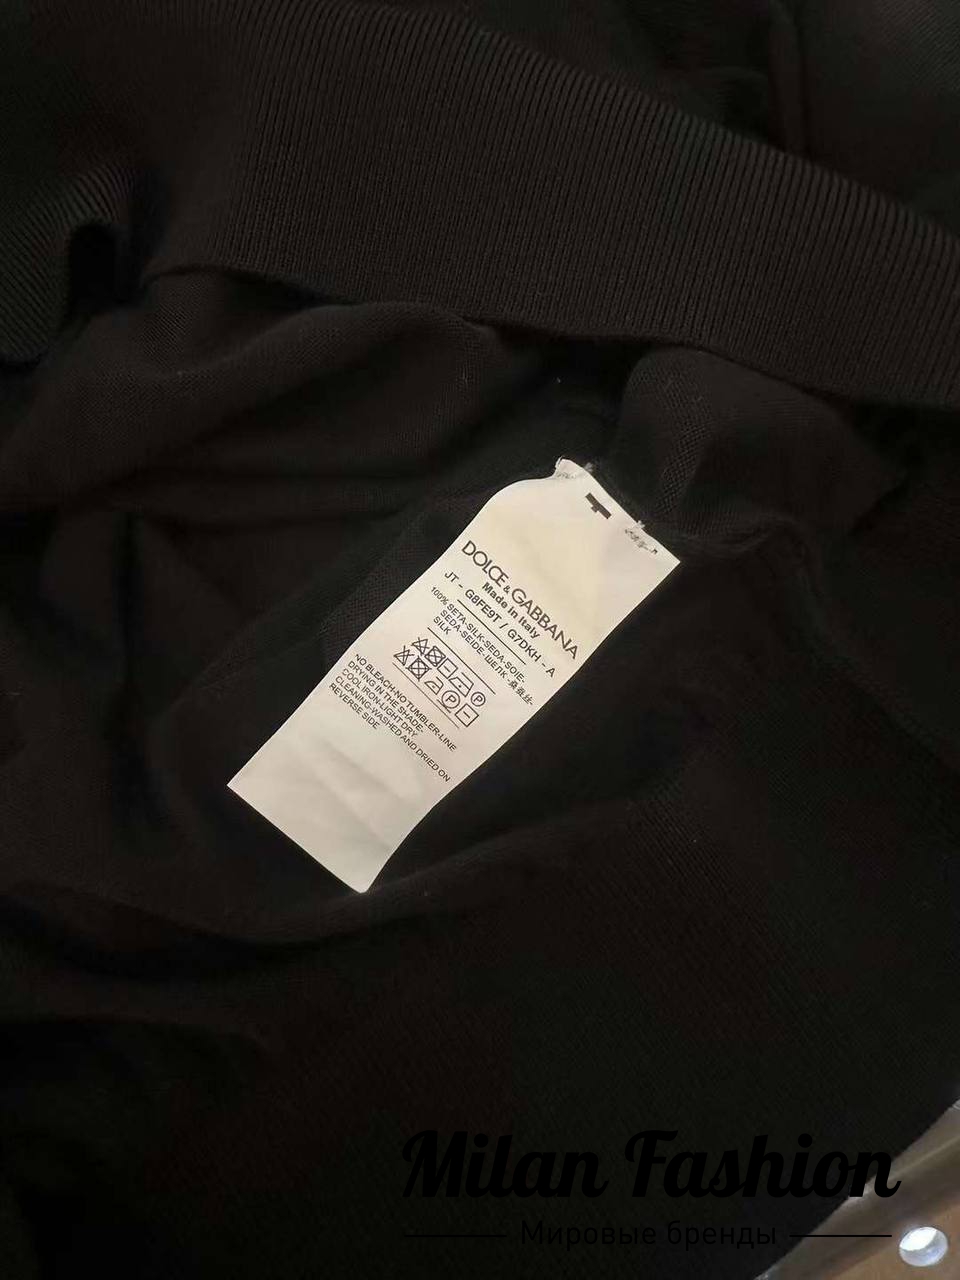 DOLCE & GABBANA
Made in Italy
JT - G8FE9T / G7DKH - A
100% SETA-SILK-SEDA-SOIE-
SEDA-SEIDE-ШЕЛК -桑蚕丝-
SILK
P
P
NO BLEACH-NO TUMBLER-LINE
DRYING IN THE SHADE-
COOL IRON-LIGHT DRY
CLEANING-WASHED AND DRIED ON
REVERSE SIDE
Milan Fashion
Мировые бренды